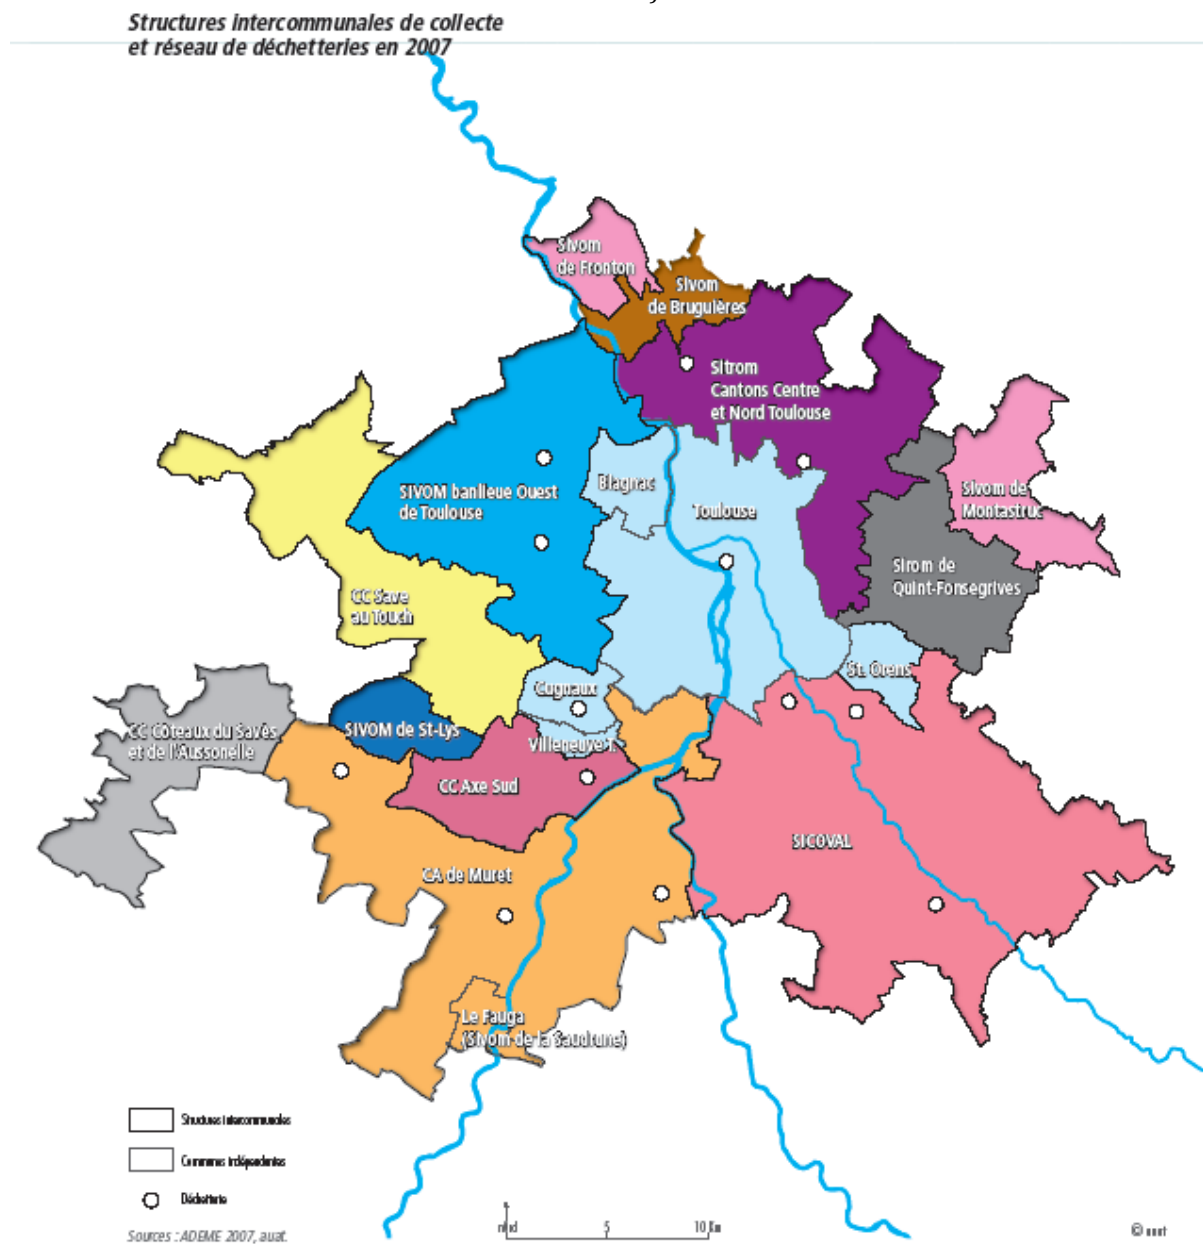 Structures intercommunales de collecte
et réseau de déchetteries en 2007
Sivom
de Fronton
Sivom
de Bruguières
Sitrom
Cantons Centre
et Nord Toulouse
Blagnac
SIVOM banlieue Ouest
de Toulouse
Toulouse
Sivom de
Montastruc
Sirom de
Quint-Fonsegrives
CC Save
au Touch
St. Orens
Cugnaux
CC Côteaux du Savès
et de l'Aussonelle
SIVOM de St-Lys
Villeneuve T.
CC Axe Sud
SICOVAL
CA de Muret
Le Fauga
(Sivom de la Saudrune)
Structures intercommunales
Communes indépendantes
Déchetterie
Sources : ADEME 2007, auat.
nord
5
10 Km
© auat